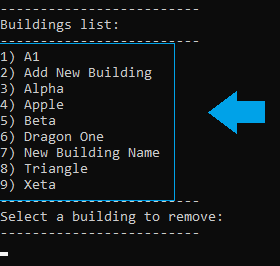 -------------------------
Buildings list:
-------------------------
1) A1
2) Add New Building
3) Alpha
4) Apple
5) Beta
6) Dragon One
7) New Building Name
8) Triangle
9) Xeta
-------------------------
Select a building to remove:
-------------------------